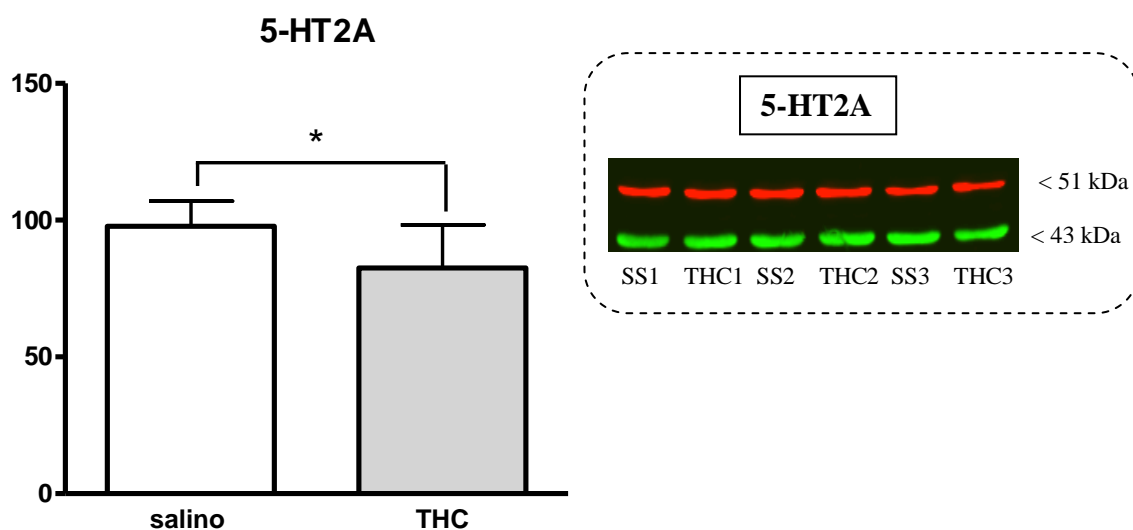 5-HT2A
150
100
50
0
*
salino
THC
5-HT2A
< 51 kDa
< 43 kDa
SS1 THC1 SS2 THC2 SS3 THC3